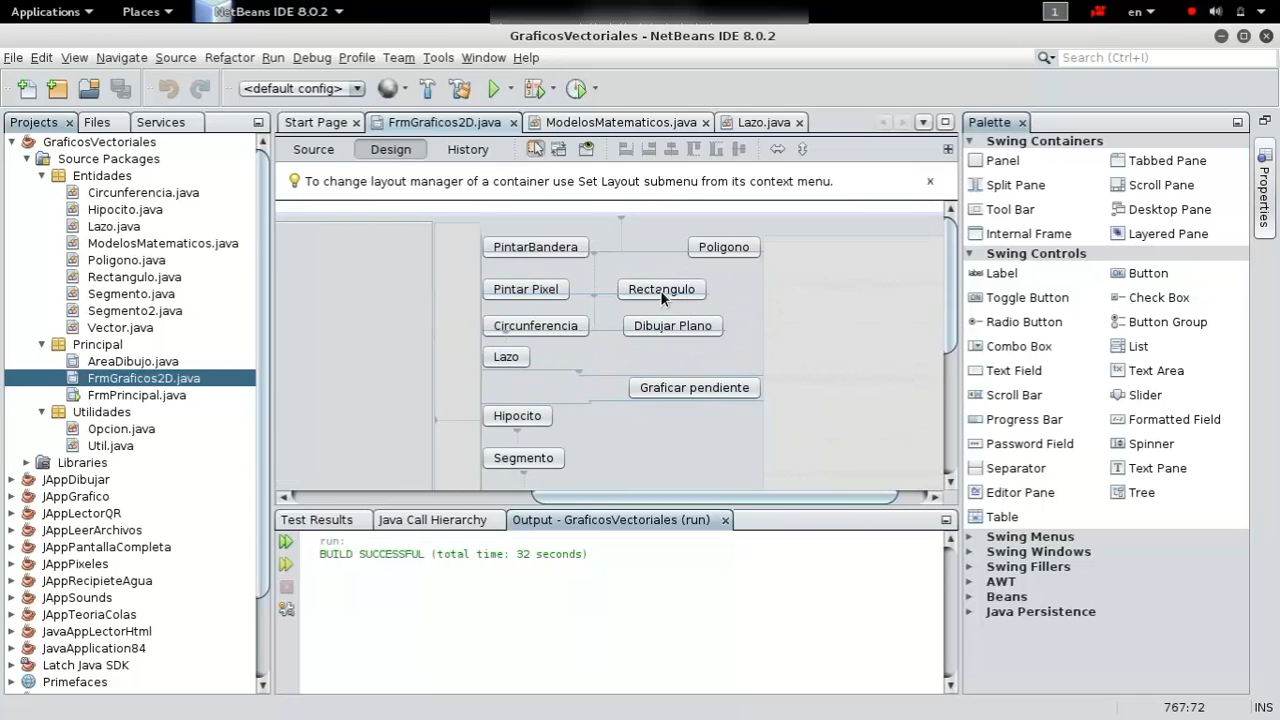 Applications Places NetBeans IDE 8.0.2 1 en
GraficosVectoriales - NetBeans IDE 8.0.2
File Edit View Navigate Source Refactor Run Debug Profile Team Tools Window Help Search (Ctrl+I)
<default config>
Projects Files Services Start Page FrmGraficos2D.java ModelosMatematicos.java Lazo.java Palette
GraficosVectoriales
Source Packages
Entidades
Circunferencia.java
Hipocito.java
Lazo.java
ModelosMatematicos.java
Poligono.java
Rectangulo.java
Segmento.java
Segmento2.java
Vector.java
Principal
AreaDibujo.java
FrmGraficos2D.java
FrmPrincipal.java
Utilidades
Opcion.java
Util.java
Libraries
JAppDibujar
JAppGrafico
JAppLectorQR
JAppLeerArchivos
JAppPantallaCompleta
JAppPixeles
JAppRecipieteAgua
JAppSounds
JAppTeoriaColas
JavaAppLectorHtml
JavaApplication84
Latch Java SDK
Primefaces
Source Design History
To change layout manager of a container use Set Layout submenu from its context menu.
PintarBandera Poligono
Pintar Pixel Rectangulo
Circunferencia Dibujar Plano
Lazo
Graficar pendiente
Hipocito
Segmento
Test Results Java Call Hierarchy Output - GraficosVectoriales (run)
run:
BUILD SUCCESSFUL (total time: 32 seconds)
Swing Containers
Panel Tabbed Pane
Split Pane Scroll Pane
Tool Bar Desktop Pane
Internal Frame Layered Pane
Swing Controls
Label Button
Toggle Button Check Box
Radio Button Button Group
Combo Box List
Text Field Text Area
Scroll Bar Slider
Progress Bar Formatted Field
Password Field Spinner
Separator Text Pane
Editor Pane Tree
Table
Swing Menus
Swing Windows
Swing Fillers
AWT
Beans
Java Persistence
Properties
767:72 INS